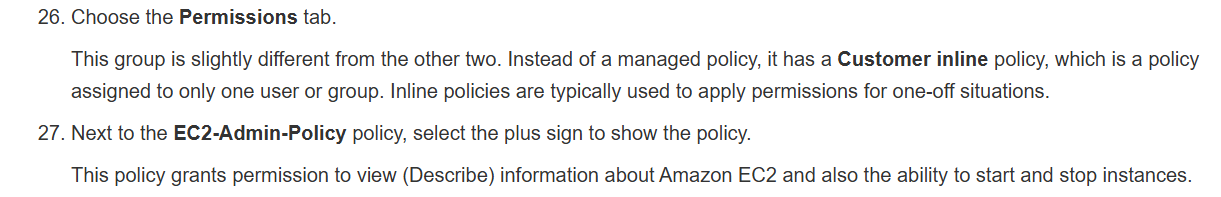 26. Choose the Permissions tab.
This group is slightly different from the other two. Instead of a managed policy, it has a Customer inline policy, which is a policy
assigned to only one user or group. Inline policies are typically used to apply permissions for one-off situations.
27. Next to the EC2-Admin-Policy policy, select the plus sign to show the policy.
This policy grants permission to view (Describe) information about Amazon EC2 and also the ability to start and stop instances.